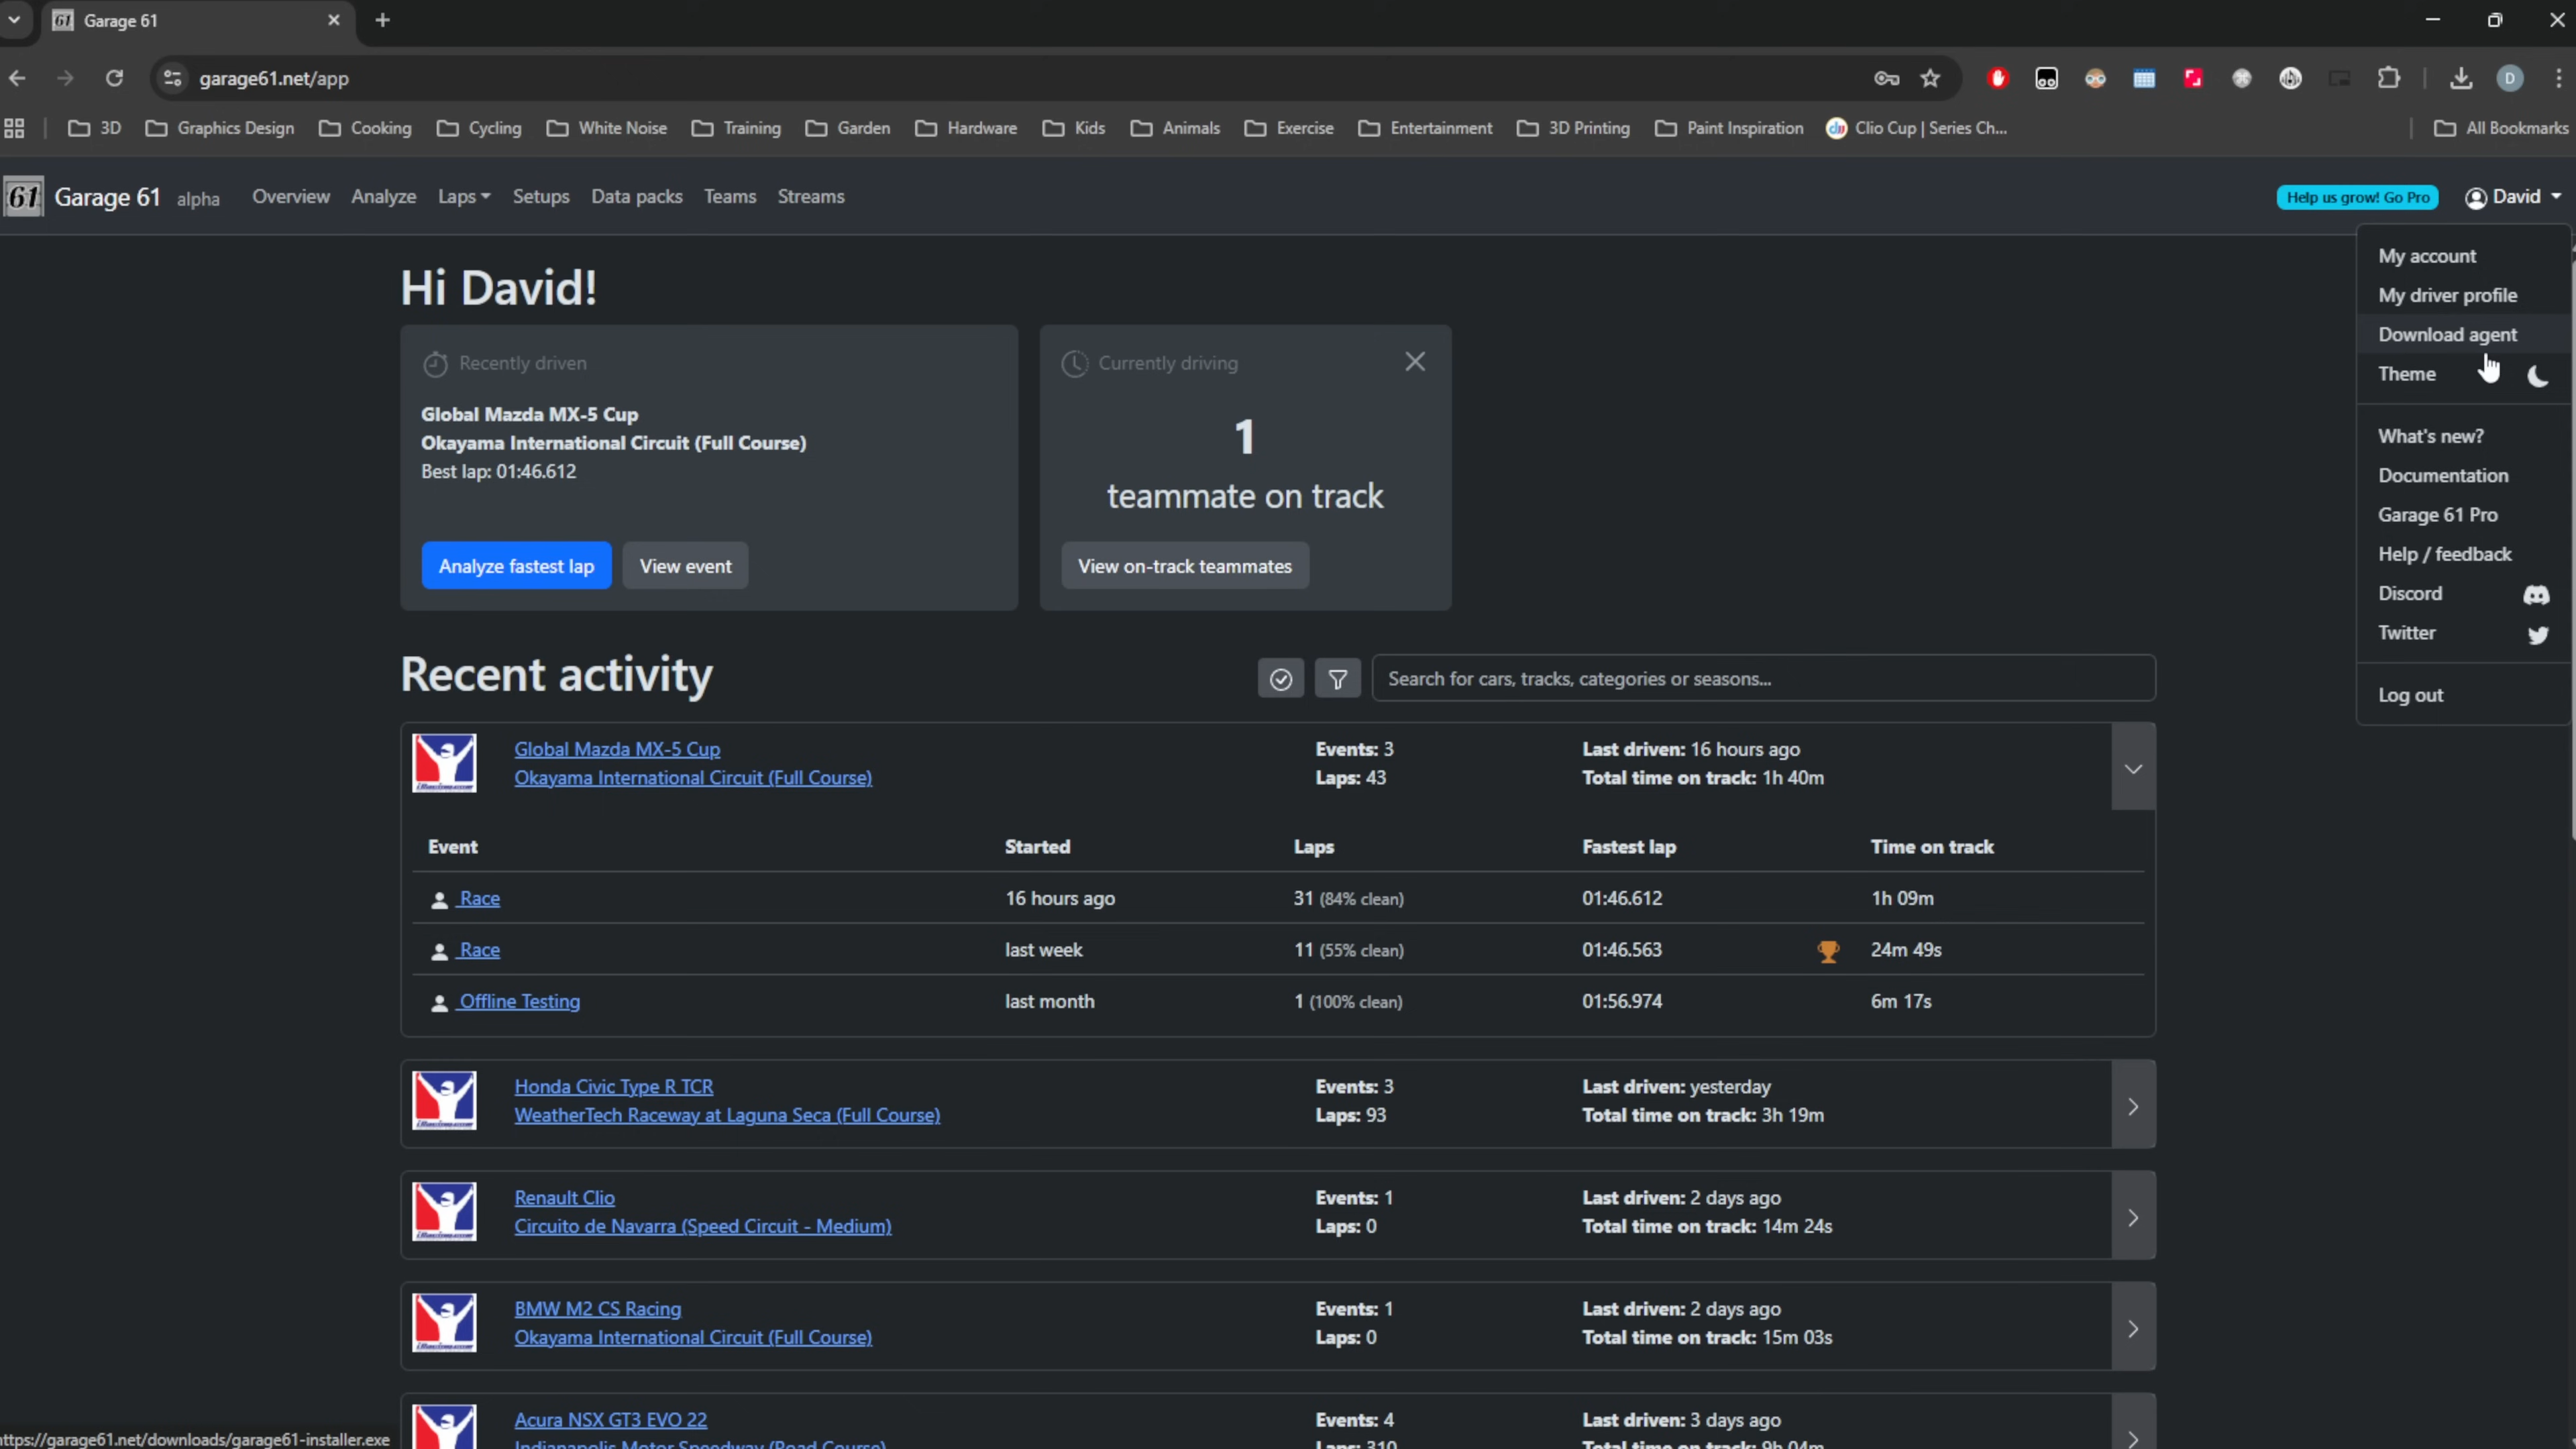 Garage 61
garage61.net/app
3D Graphics Design Cooking Cycling White Noise Training Garden Hardware Kids Animals Exercise Entertainment 3D Printing Paint Inspiration Clio Cup | Series Ch... All Bookmarks
61 Garage 61 alpha Overview Analyze Laps Setups Data packs Teams Streams Help us grow! Go Pro David
My account
My driver profile
Download agent
Theme
What's new?
Documentation
Garage 61 Pro
Help / feedback
Discord
Twitter
Log out
Hi David!
Recently driven
Global Mazda MX-5 Cup
Okayama International Circuit (Full Course)
Best lap: 01:46.612
Analyze fastest lap View event
Currently driving
1
teammate on track
View on-track teammates
Recent activity Search for cars, tracks, categories or seasons...
Global Mazda MX-5 Cup Events: 3 Last driven: 16 hours ago
Okayama International Circuit (Full Course) Laps: 43 Total time on track: 1h 40m
Event Started Laps Fastest lap Time on track
Race 16 hours ago 31 (84% clean) 01:46.612 1h 09m
Race last week 11 (55% clean) 01:46.563 24m 49s
Offline Testing last month 1 (100% clean) 01:56.974 6m 17s
Honda Civic Type R TCR Events: 3 Last driven: yesterday
WeatherTech Raceway at Laguna Seca (Full Course) Laps: 93 Total time on track: 3h 19m
Renault Clio Events: 1 Last driven: 2 days ago
Circuito de Navarra (Speed Circuit - Medium) Laps: 0 Total time on track: 14m 24s
BMW M2 CS Racing Events: 1 Last driven: 2 days ago
Okayama International Circuit (Full Course) Laps: 0 Total time on track: 15m 03s
Acura NSX GT3 EVO 22 Events: 4 Last driven: 3 days ago
Indianapolis Motor Speedway (Road Course) Laps: 310 Total time on track: 9h 04m
ttps://garage61.net/downloads/garage61-installer.exe